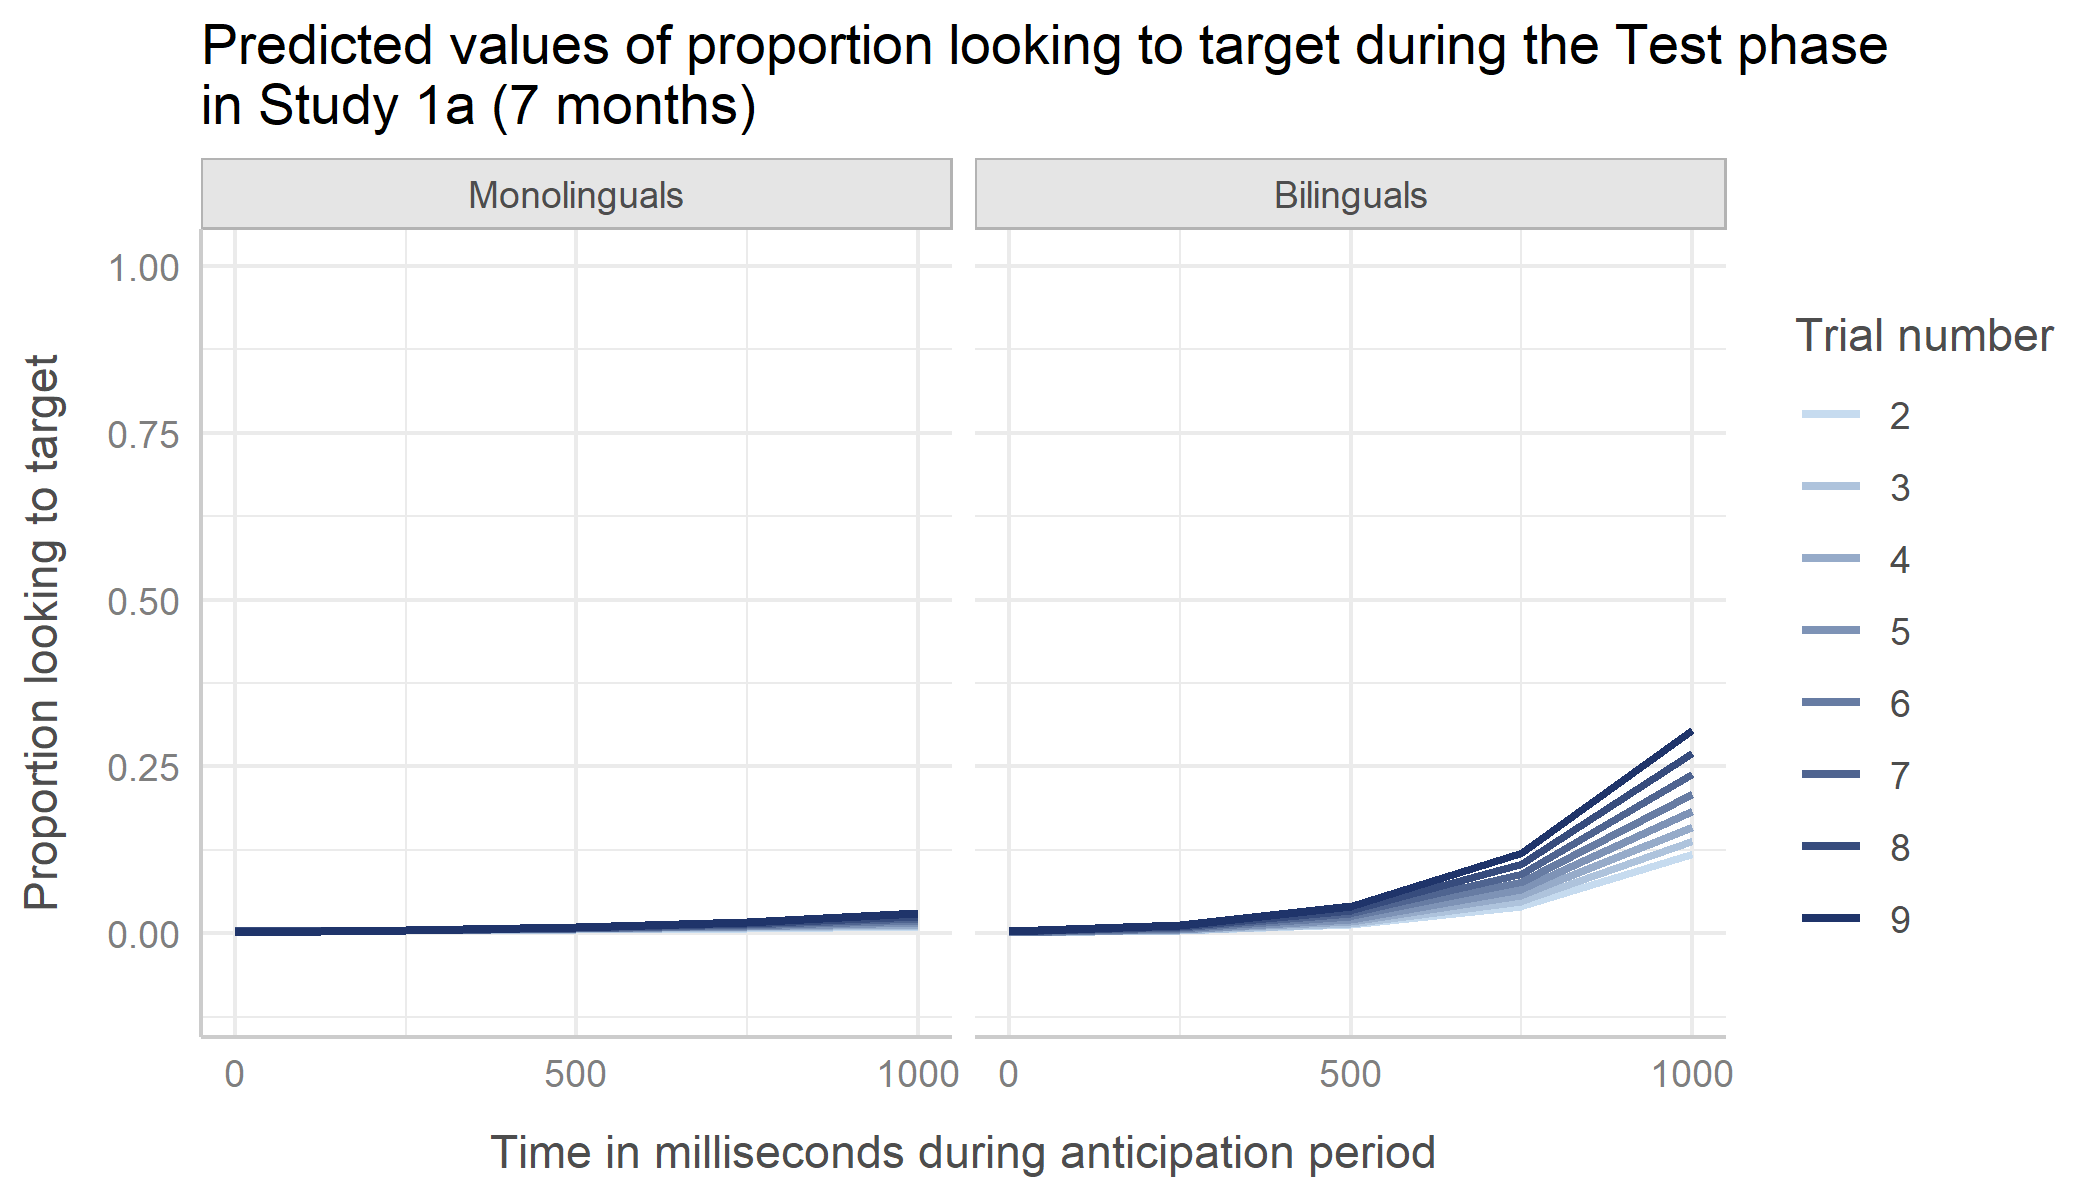 Predicted values of proportion looking to target during the Test phase
in Study 1a (7 months)
Monolinguals
Bilinguals
Proportion looking to target
1.00
0.75
0.50
0.25
0.00
0
500
1000
0
500
1000
Time in milliseconds during anticipation period
Trial number
2
3
4
5
6
7
8
9